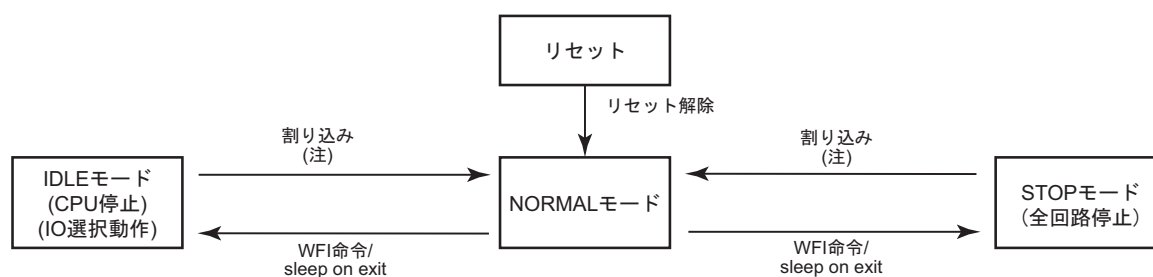 リセット
リセット解除
割り込み
(注)
割り込み
(注)
IDLEモード
(CPU停止)
(IO選択動作)
NORMALモード
STOPモード
(全回路停止)
WFI命令/
sleep on exit
WFI命令/
sleep on exit